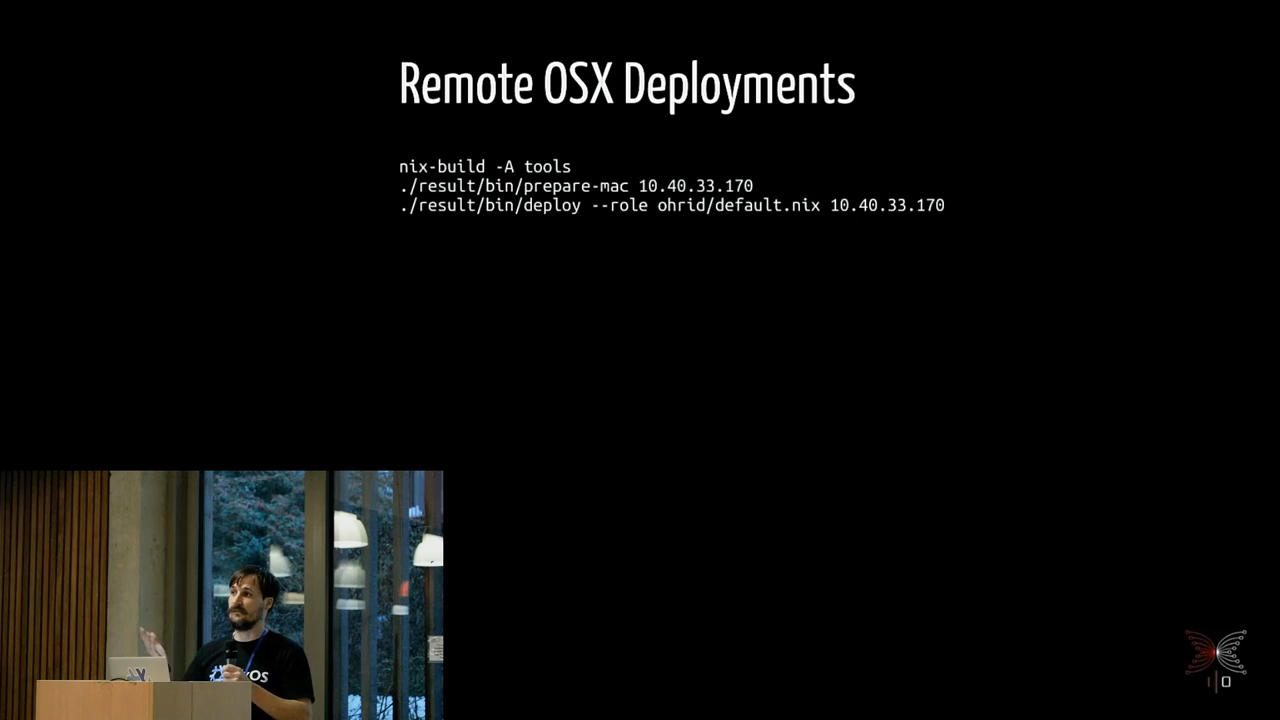 Remote OSX Deployments
nix-build -A tools
./result/bin/prepare-mac 10.40.33.170
./result/bin/deploy --role ohrid/default.nix 10.40.33.170